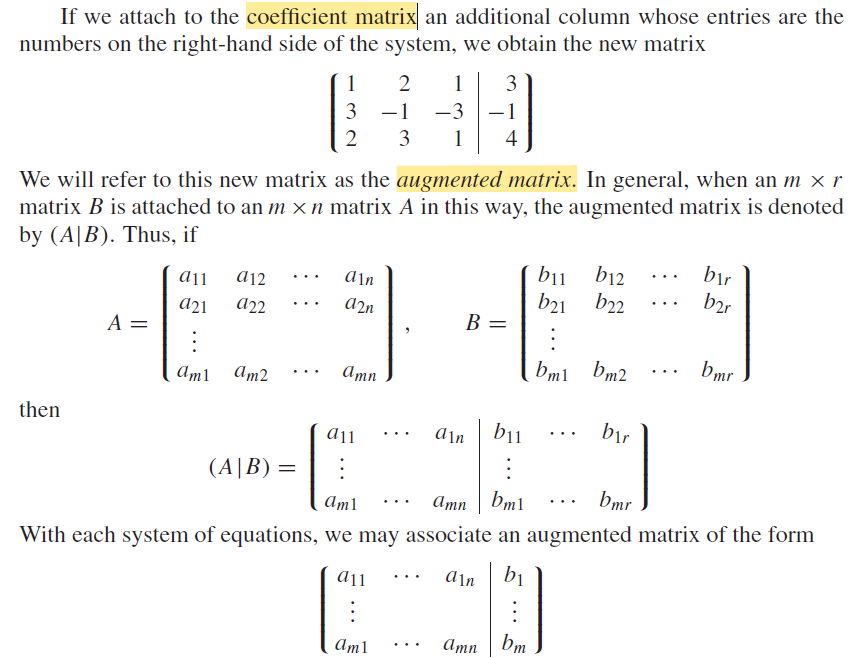 If we attach to the coefficient matrix an additional column whose entries are the
numbers on the right-hand side of the system, we obtain the new matrix
1 2 1 | 3
3 −1 −3 | −1
2 3 1 | 4
We will refer to this new matrix as the augmented matrix. In general, when an m × r
matrix B is attached to an m × n matrix A in this way, the augmented matrix is denoted
by (A|B). Thus, if
a11 a12 ⋯ a1n b11 b12 ⋯ b1r
a21 a22 ⋯ a2n b21 b22 ⋯ b2r
A = , B =
⋮ ⋮
am1 am2 ⋯ amn bm1 bm2 ⋯ bmr
then
a11 ⋯ a1n | b11 ⋯ b1r
(A|B) = ⋮ | ⋮
am1 ⋯ amn | bm1 ⋯ bmr
With each system of equations, we may associate an augmented matrix of the form
a11 ⋯ a1n | b1
⋮ | ⋮
am1 ⋯ amn | bm